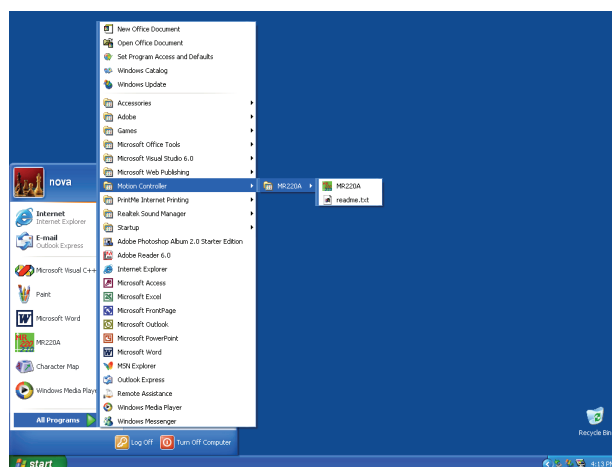 New Office Document
Open Office Document
Set Program Access and Defaults
Windows Catalog
Windows Update
Accessories
Adobe
Games
Microsoft Office Tools
Microsoft Visual Studio 6.0
Microsoft Web Publishing
Motion Controller
PrintMe Internet Printing
Realtek Sound Manager
Startup
Adobe Photoshop Album 2.0 Starter Edition
Adobe Reader 6.0
Internet Explorer
Microsoft Access
Microsoft Excel
Microsoft FrontPage
Microsoft Outlook
Microsoft PowerPoint
Microsoft Word
MSN Explorer
Outlook Express
Remote Assistance
Windows Media Player
Windows Messenger
MR220A
MR220A
readme.txt
nova
Internet
Internet Explorer
E-mail
Outlook Express
Microsoft Visual C++
Paint
Microsoft Word
MR220A
Character Map
Windows Media Playe
All Programs
Log Off
Turn Off Computer
Recycle Bin
start
4:13 PM